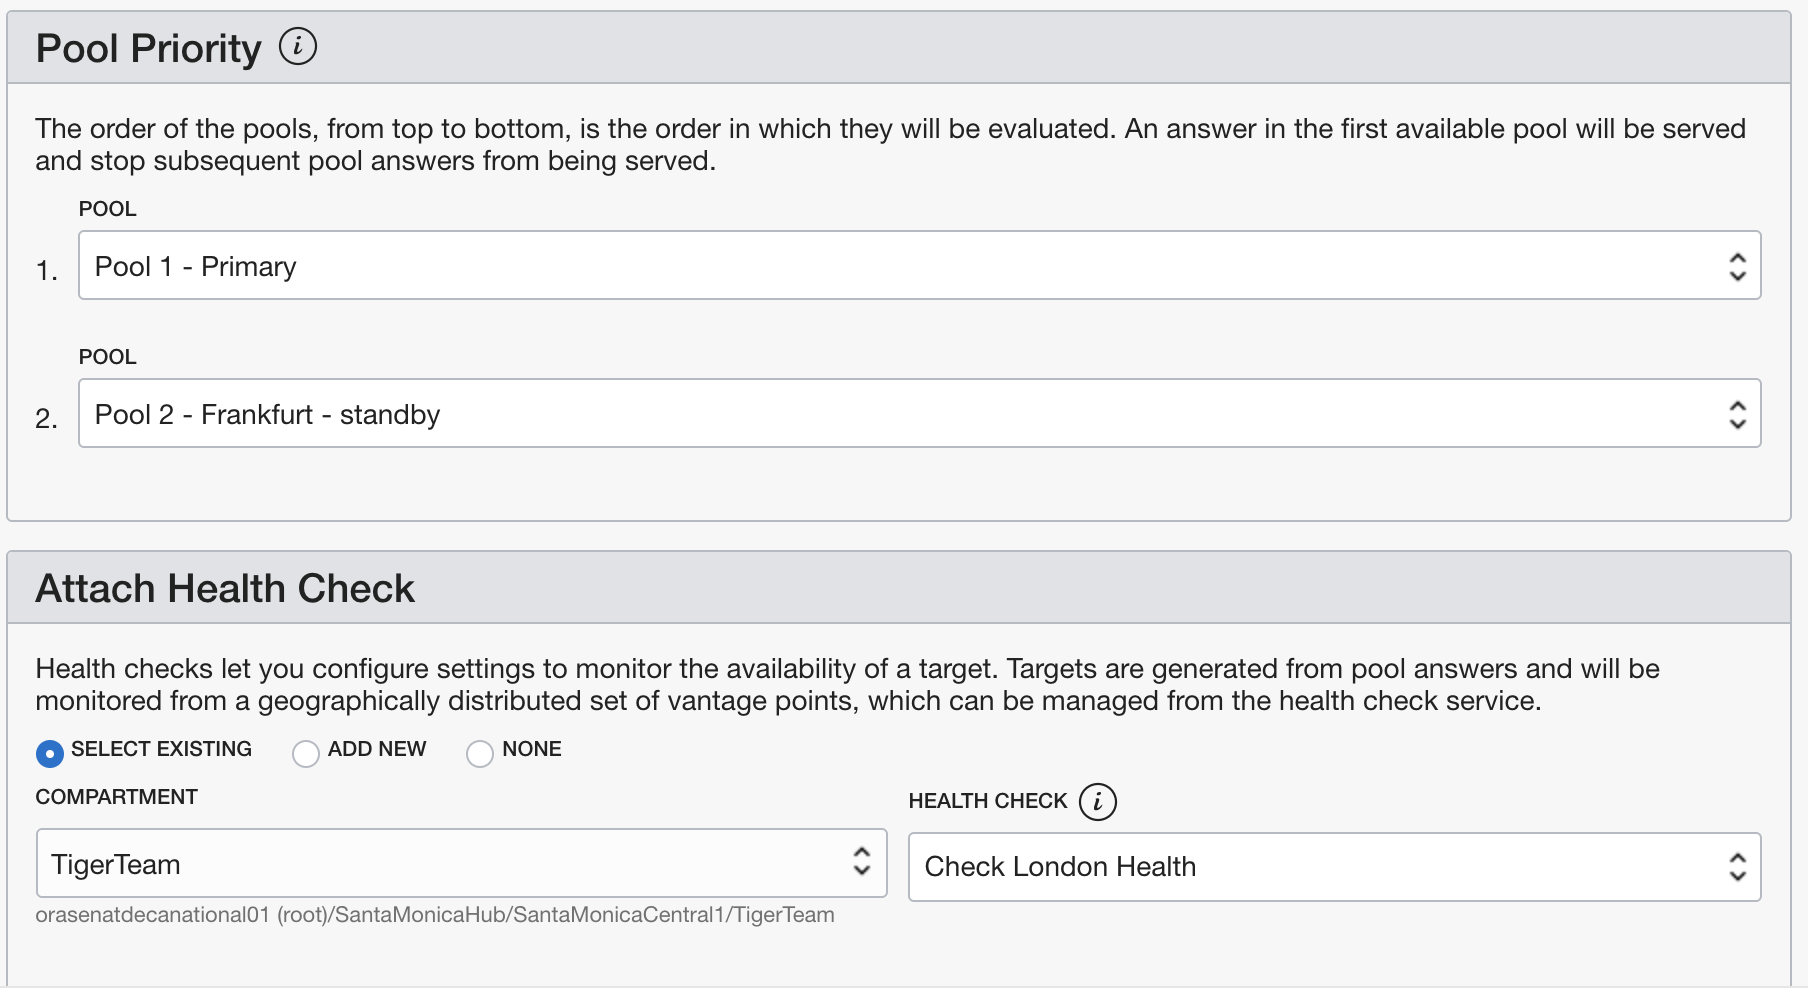 Pool Priority i
The order of the pools, from top to bottom, is the order in which they will be evaluated. An answer in the first available pool will be served
and stop subsequent pool answers from being served.
POOL
1. Pool 1 - Primary
POOL
2. Pool 2 - Frankfurt - standby
Attach Health Check
Health checks let you configure settings to monitor the availability of a target. Targets are generated from pool answers and will be
monitored from a geographically distributed set of vantage points, which can be managed from the health check service.
SELECT EXISTING ADD NEW NONE
COMPARTMENT HEALTH CHECK i
TigerTeam Check London Health
orasenatdecanational01 (root)/SantaMonicaHub/SantaMonicaCentral1/TigerTeam